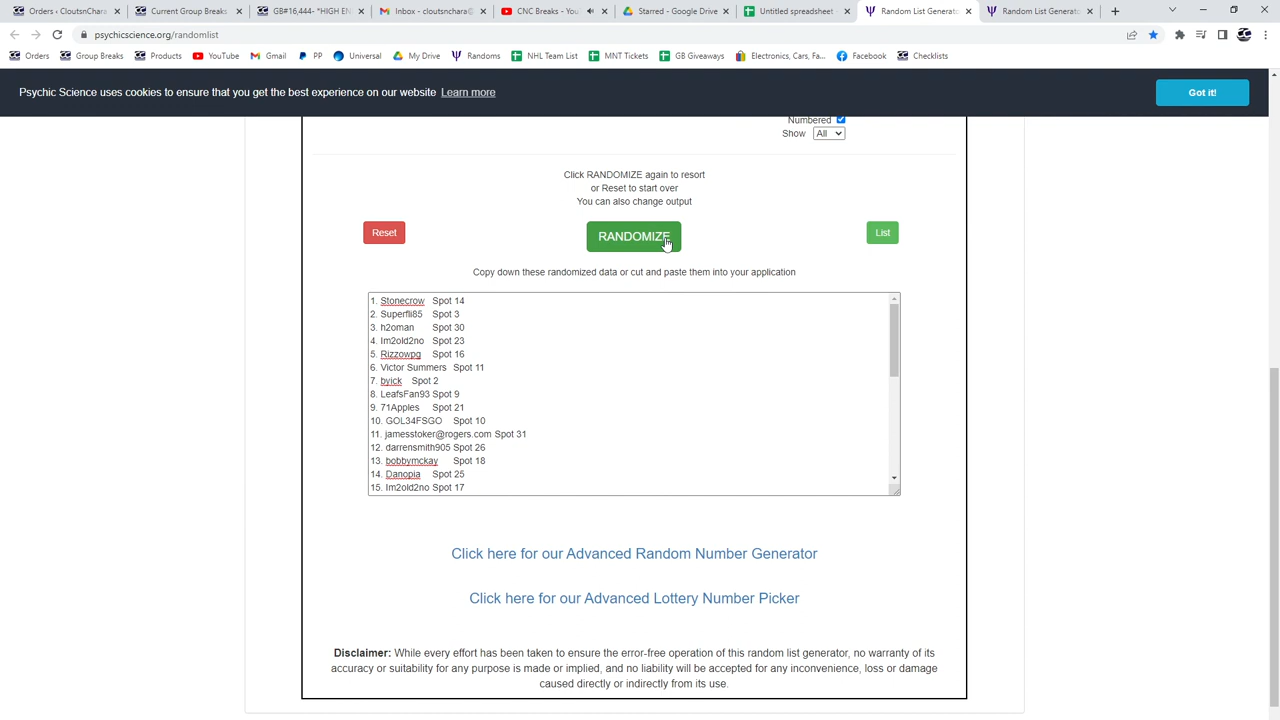 Orders < CloutsnChara
Current Group Breaks
GB#16,444- *HIGH EN
Inbox - cloutsnchara@
CNC Breaks - You
Starred - Google Drive
Untitled spreadsheet
Random List Generato
Random List Generato
psychicscience.org/randomlist
Orders
Group Breaks
Products
YouTube
Gmail
PP
Universal
My Drive
Randoms
NHL Team List
MNT Tickets
GB Giveaways
Electronics, Cars, Fa...
Facebook
Checklists
Psychic Science uses cookies to ensure that you get the best experience on our website Learn more
Got it!
Numbered
Show All
Click RANDOMIZE again to resort
or Reset to start over
You can also change output
Reset
RANDOMIZE
List
Copy down these randomized data or cut and paste them into your application
1. Stonecrow Spot 14
2. Superfli85 Spot 3
3. h2oman Spot 30
4. Im2old2no Spot 23
5. Rizzowpg Spot 16
6. Victor Summers Spot 11
7. byick Spot 2
8. LeafsFan93 Spot 9
9. 71Apples Spot 21
10. GOL34FSGO Spot 10
11. jamesstoker@rogers.com Spot 31
12. darrensmith905 Spot 26
13. bobbymckay Spot 18
14. Danopia Spot 25
15. Im2old2no Spot 17
Click here for our Advanced Random Number Generator
Click here for our Advanced Lottery Number Picker
Disclaimer: While every effort has been taken to ensure the error-free operation of this random list generator, no warranty of its
accuracy or suitability for any purpose is made or implied, and no liability will be accepted for any inconvenience, loss or damage
caused directly or indirectly from its use.